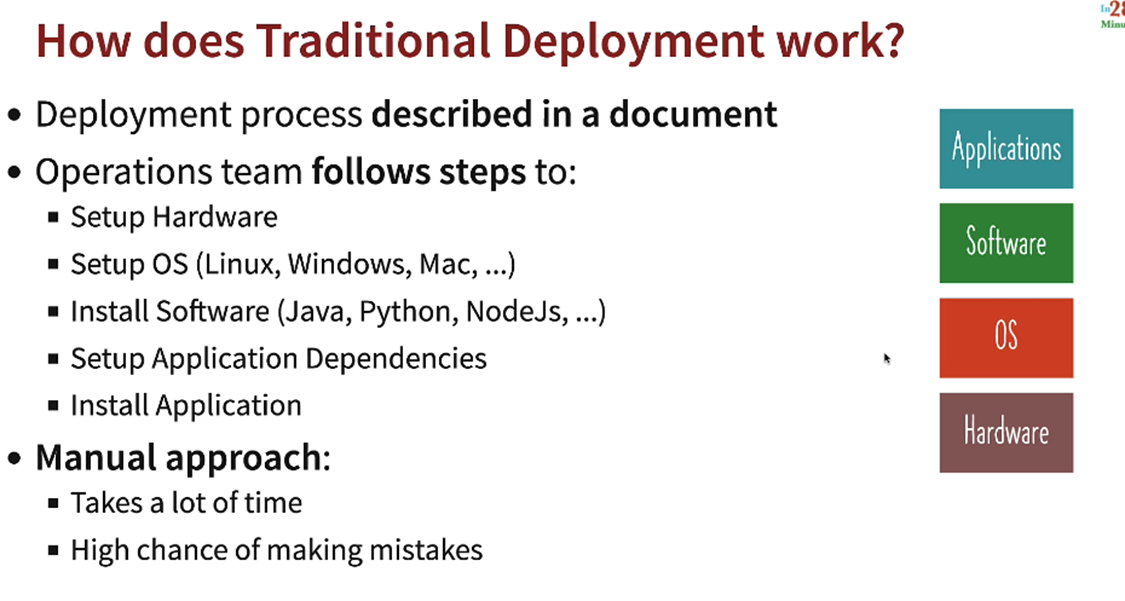 How does Traditional Deployment work?
In28
Minu
• Deployment process described in a document
• Operations team follows steps to:
▪ Setup Hardware
▪ Setup OS (Linux, Windows, Mac, ...)
▪ Install Software (Java, Python, NodeJs, ...)
▪ Setup Application Dependencies
▪ Install Application
• Manual approach:
▪ Takes a lot of time
▪ High chance of making mistakes
Applications
Software
OS
Hardware